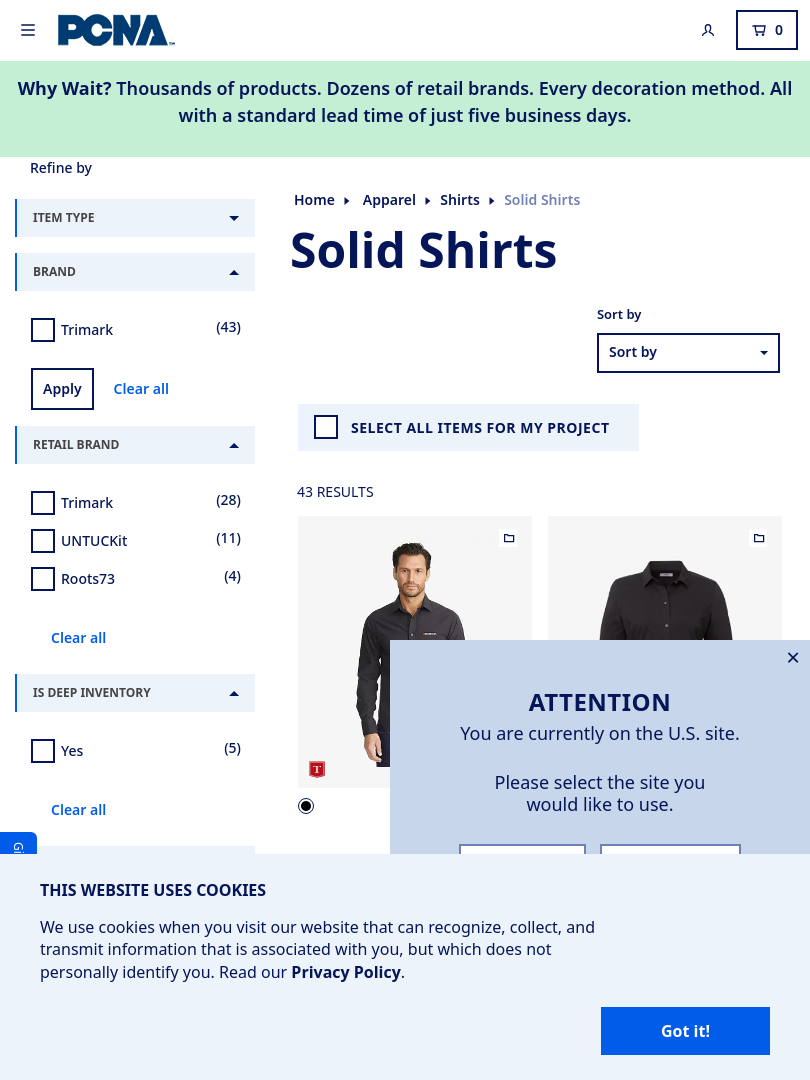 PCNA
0
Why Wait? Thousands of products. Dozens of retail brands. Every decoration method. All
with a standard lead time of just five business days.
Refine by
ITEM TYPE
BRAND
Trimark (43)
Apply Clear all
RETAIL BRAND
Trimark (28)
UNTUCKit (11)
Roots73 (4)
Clear all
IS DEEP INVENTORY
Yes (5)
Clear all
Home Apparel Shirts Solid Shirts
Solid Shirts
Sort by
Sort by
SELECT ALL ITEMS FOR MY PROJECT
43 RESULTS
T
ATTENTION
You are currently on the U.S. site.
Please select the site you
would like to use.
THIS WEBSITE USES COOKIES
We use cookies when you visit our website that can recognize, collect, and
transmit information that is associated with you, but which does not
personally identify you. Read our Privacy Policy.
Got it!